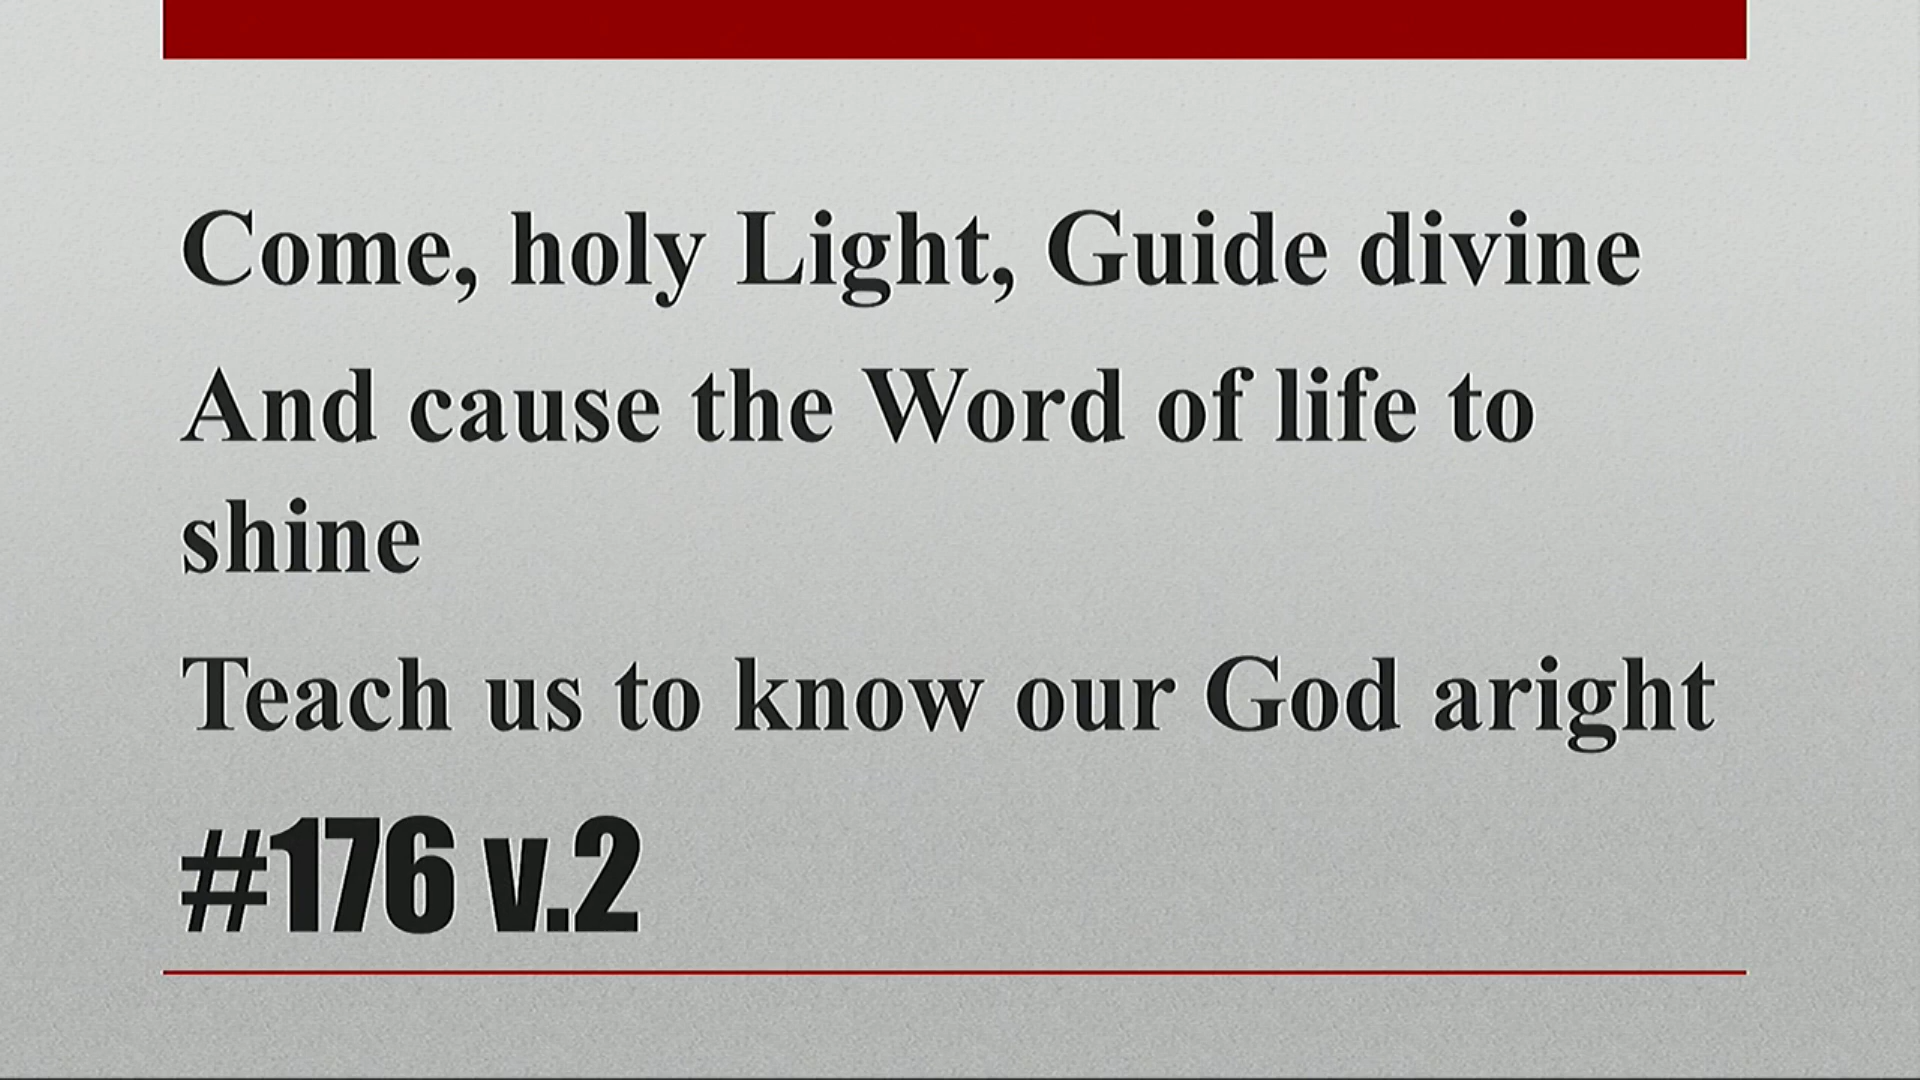 Come, holy Light, Guide divine
And cause the Word of life to
shine
Teach us to know our God aright
#176 v.2